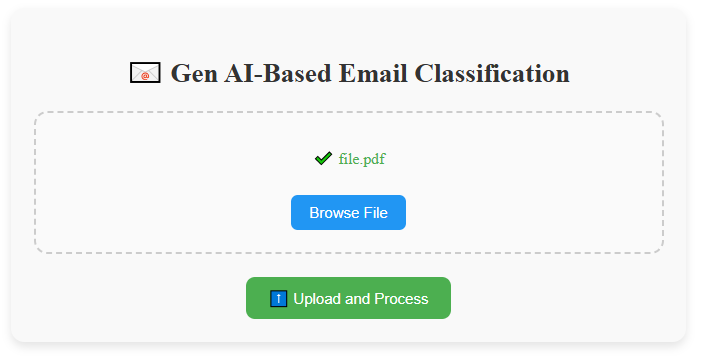 Gen AI-Based Email Classification
file.pdf
Browse File
Upload and Process